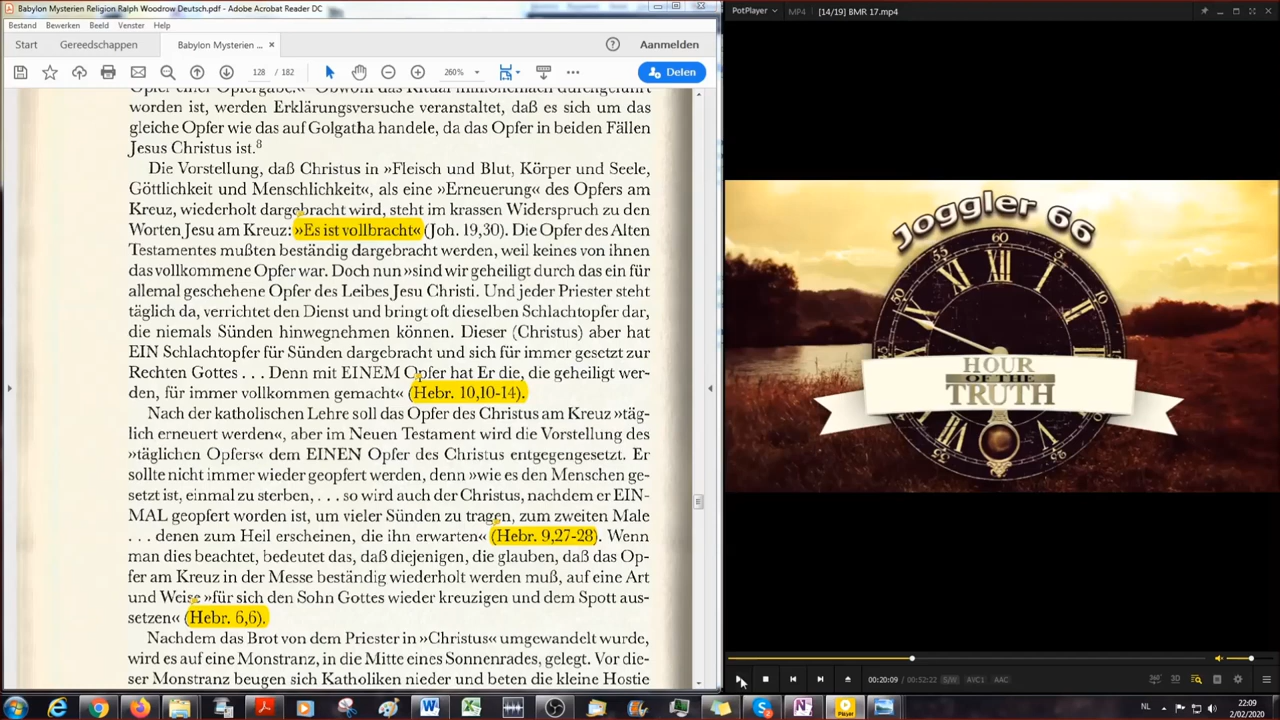 Babylon Mysterien Religion Ralph Woodrow Deutsch.pdf - Adobe Acrobat Reader DC
Bestand Bewerken Beeld Venster Help
Start Gereedschappen Babylon Mysterien ... × Aanmelden
128 / 182 260% Delen
worden ist, werden Erklärungsversuche veranstaltet, daß es sich um das
gleiche Opfer wie das auf Golgatha handele, da das Opfer in beiden Fällen
Jesus Christus ist.8
Die Vorstellung, daß Christus in »Fleisch und Blut, Körper und Seele,
Göttlichkeit und Menschlichkeit«, als eine »Erneuerung« des Opfers am
Kreuz, wiederholt dargebracht wird, steht im krassen Widerspruch zu den
Worten Jesu am Kreuz: »Es ist vollbracht« (Joh. 19,30). Die Opfer des Alten
Testamentes mußten beständig dargebracht werden, weil keines von ihnen
das vollkommene Opfer war. Doch nun »sind wir geheiligt durch das ein für
allemal geschehene Opfer des Leibes Jesu Christi. Und jeder Priester steht
täglich da, verrichtet den Dienst und bringt oft dieselben Schlachtopfer dar,
die niemals Sünden hinwegnehmen können. Dieser (Christus) aber hat
EIN Schlachtopfer für Sünden dargebracht und sich für immer gesetzt zur
Rechten Gottes . . . Denn mit EINEM Opfer hat Er die, die geheiligt wer-
den, für immer vollkommen gemacht« (Hebr. 10,10-14).
Nach der katholischen Lehre soll das Opfer des Christus am Kreuz »täg-
lich erneuert werden«, aber im Neuen Testament wird die Vorstellung des
»täglichen Opfers« dem EINEN Opfer des Christus entgegengesetzt. Er
sollte nicht immer wieder geopfert werden, denn »wie es den Menschen ge-
setzt ist, einmal zu sterben, . . . so wird auch der Christus, nachdem er EIN-
MAL geopfert worden ist, um vieler Sünden zu tragen, zum zweiten Male
. . . denen zum Heil erscheinen, die ihn erwarten« (Hebr. 9,27-28). Wenn
man dies beachtet, bedeutet das, daß diejenigen, die glauben, daß das Op-
fer am Kreuz in der Messe beständig wiederholt werden muß, auf eine Art
und Weise »für sich den Sohn Gottes wieder kreuzigen und dem Spott aus-
setzen« (Hebr. 6,6).
Nachdem das Brot von dem Priester in »Christus« umgewandelt wurde,
wird es auf eine Monstranz, in die Mitte eines Sonnenrades, gelegt. Vor die-
ser Monstranz beugen sich Katholiken nieder und beten die kleine Hostie
PotPlayer MP4 [14/19] BMR 17.mp4
Joggler 66
60
55 5
50 10
XII
HOUR
OF THE
TRUTH
00:20:09 / 00:52:22 S/W AVC1 AAC
360° 3D
NL 22:09
2/02/2020